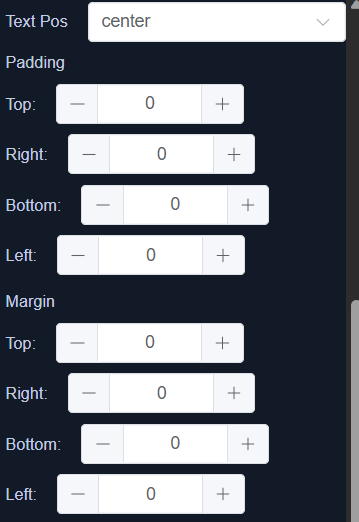 Text Pos center
Padding
Top: — 0 +
Right: — 0 +
Bottom: — 0 +
Left: — 0 +
Margin
Top: — 0 +
Right: — 0 +
Bottom: — 0 +
Left: — 0 +